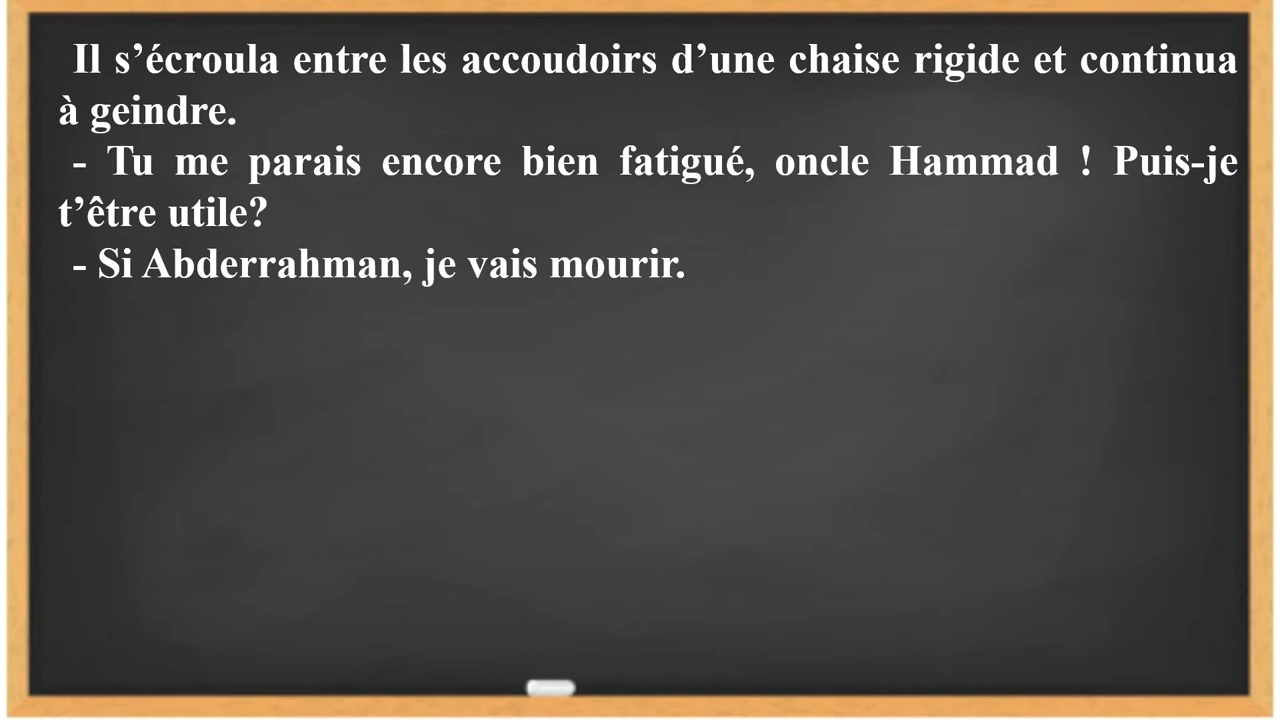 Il s’écroula entre les accoudoirs d’une chaise rigide et continua
à geindre.
- Tu me parais encore bien fatigué, oncle Hammad ! Puis-je
t’être utile?
- Si Abderrahman, je vais mourir.